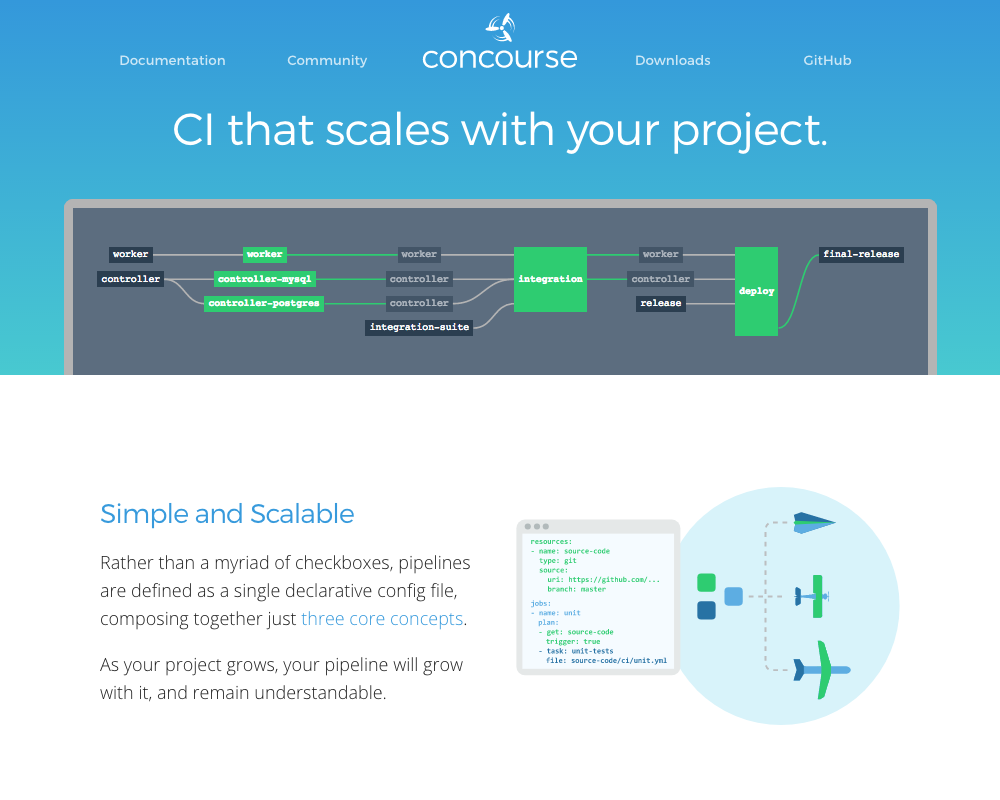 Documentation
Community
concourse
Downloads
GitHub
CI that scales with your project.
worker worker worker worker final-release
controller controller-mysql controller integration controller
deploy
controller-postgres controller release
integration-suite
Simple and Scalable
Rather than a myriad of checkboxes, pipelines
are defined as a single declarative config file,
composing together just three core concepts.
As your project grows, your pipeline will grow
with it, and remain understandable.
resources:
- name: source-code
type: git
source:
uri: https://github.com/...
branch: master
jobs:
- name: unit
plan:
- get: source-code
trigger: true
- task: unit-tests
file: source-code/ci/unit.yml